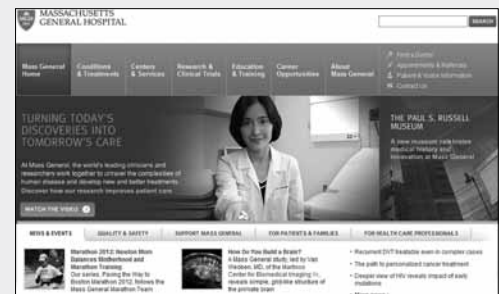 MASSACHUSETTS
GENERAL HOSPITAL
SEARCH
Mass General
Home
Conditions
& Treatments
Centers
& Services
Research &
Clinical Trials
Education
& Training
Career
Opportunities
About
Mass General
Find a Doctor
Appointments & Referrals
Patient & Visitor Information
Contact Us
TURNING TODAY'S
DISCOVERIES INTO
TOMORROW'S CARE
At Mass General, the world's leading clinicians and
researchers work together to uncover the complexities of
human disease and develop new and better treatments.
Discover how our research improves patient care.
WATCH THE VIDEO
THE PAUL S. RUSSELL
MUSEUM
A new museum celebrates
medical history and
innovation at Mass General
NEWS & EVENTS
QUALITY & SAFETY
SUPPORT MASS GENERAL
FOR PATIENTS & FAMILIES
FOR HEALTH CARE PROFESSIONALS
Marathon 2012: Newton Mom
Balances Motherhood and
Marathon Training
Our series, Paving the Way to
Boston Marathon 2012, follows the
Mass General Marathon Team
How Do You Build a Brain?
A Mass General study, led by Van
Wedeen, MD, of the Martinos
Center for Biomedical Imaging
reveals simple, grid-like structure of
the primate brain
Recurrent DVT treatable even in complex cases
The path to personalized cancer treatment
Deeper view of HIV reveals impact of early
mutations